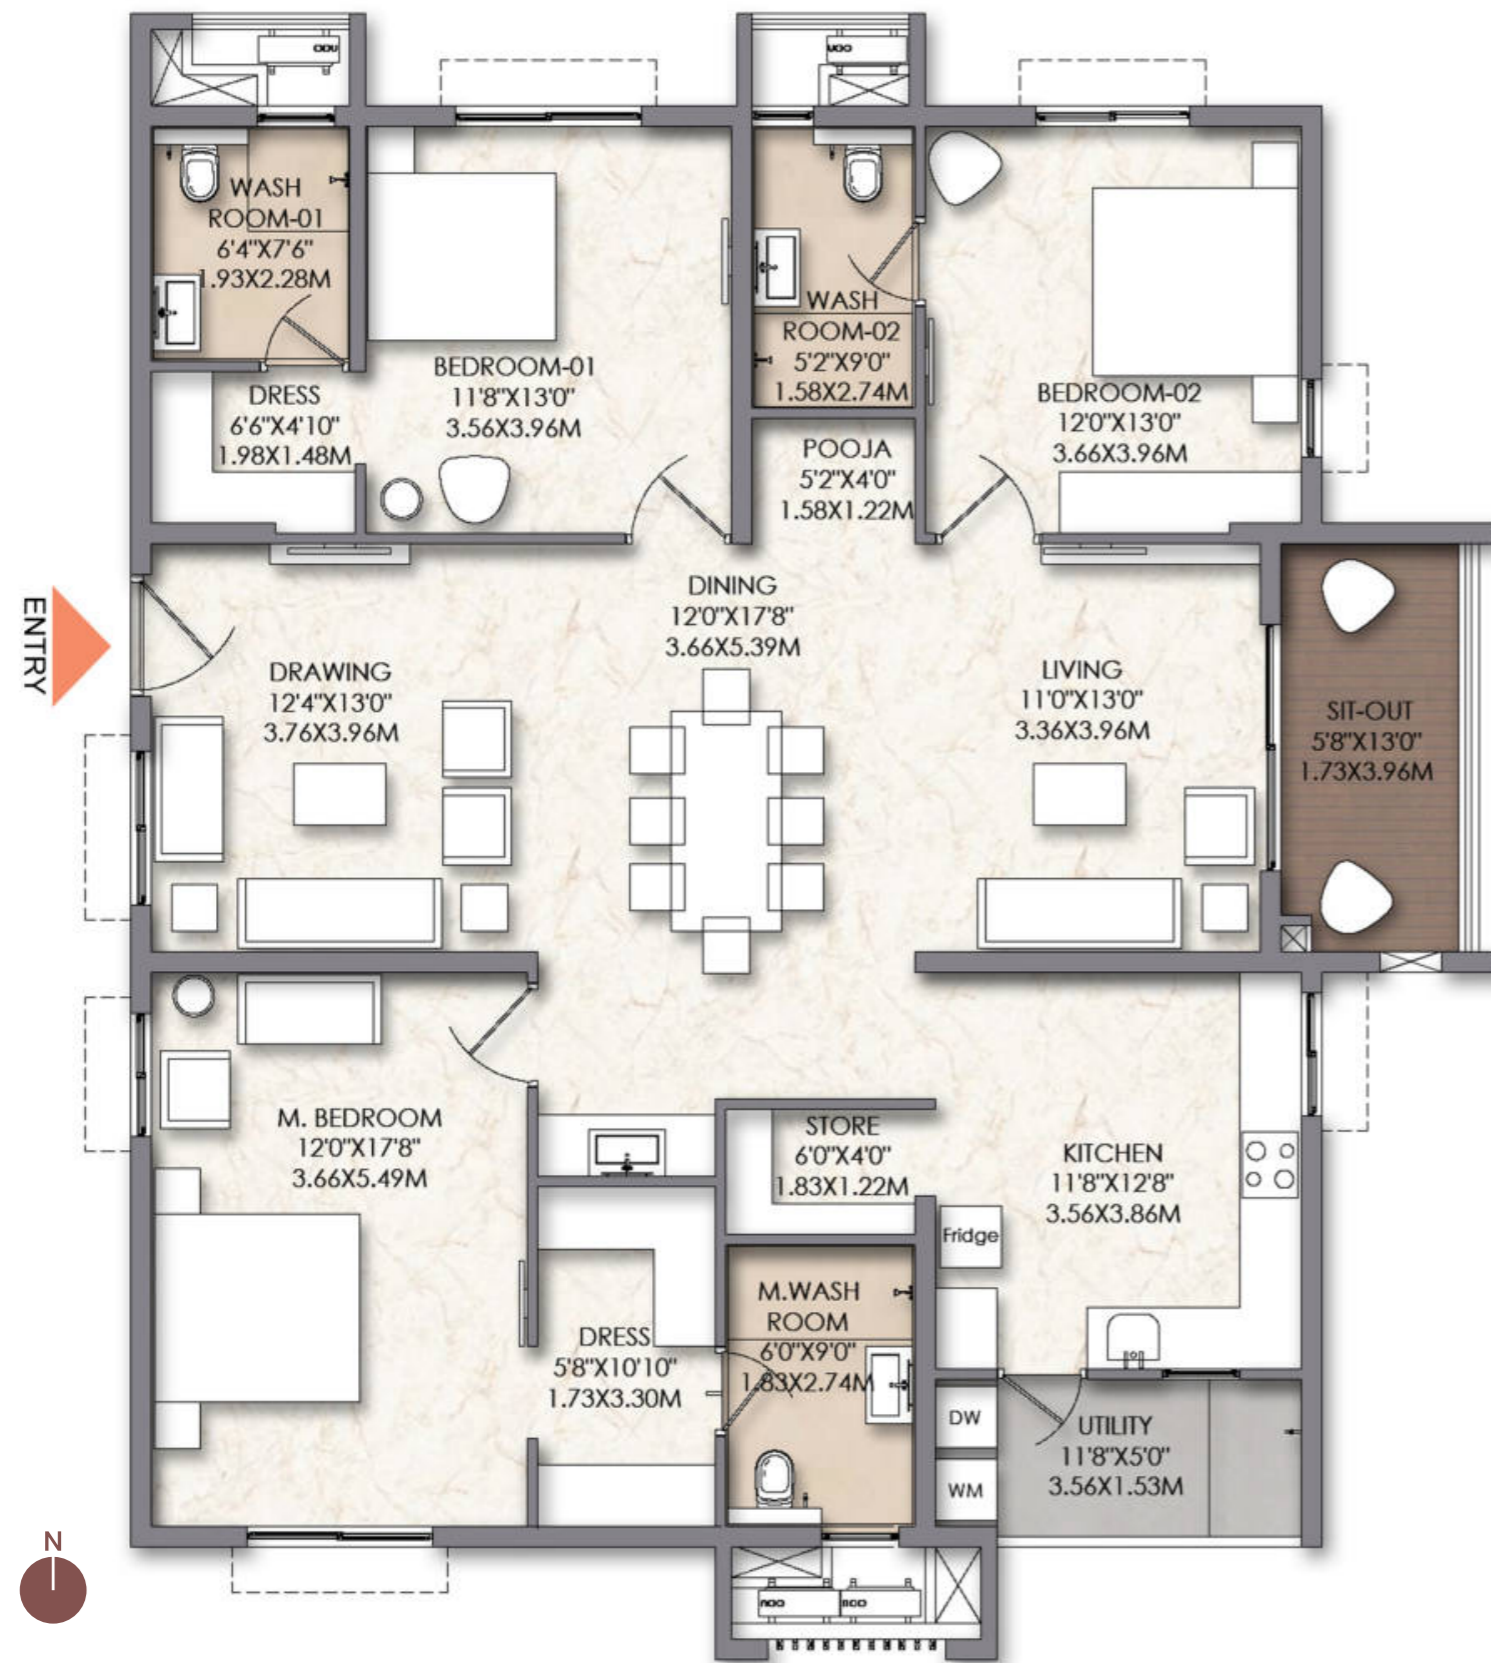 WASH
ROOM-01
6'4"X7'6"
1.93X2.28M
DRESS
6'6"X4'10"
1.98X1.48M
BEDROOM-01
11'8"X13'0"
3.56X3.96M
WASH
ROOM-02
5'2"X9'0"
1.58X2.74M
POOJA
5'2"X4'0"
1.58X1.22M
BEDROOM-02
12'0"X13'0"
3.66X3.96M
ENTRY
DRAWING
12'4"X13'0"
3.76X3.96M
DINING
12'0"X17'8"
3.66X5.39M
LIVING
11'0"X13'0"
3.36X3.96M
SIT-OUT
5'8"X13'0"
1.73X3.96M
M. BEDROOM
12'0"X17'8"
3.66X5.49M
STORE
6'0"X4'0"
1.83X1.22M
KITCHEN
11'8"X12'8"
3.56X3.86M
Fridge
DRESS
5'8"X10'10"
1.73X3.30M
M.WASH
ROOM
6'0"X9'0"
1.83X2.74M
DW
WM
UTILITY
11'8"X5'0"
3.56X1.53M
N